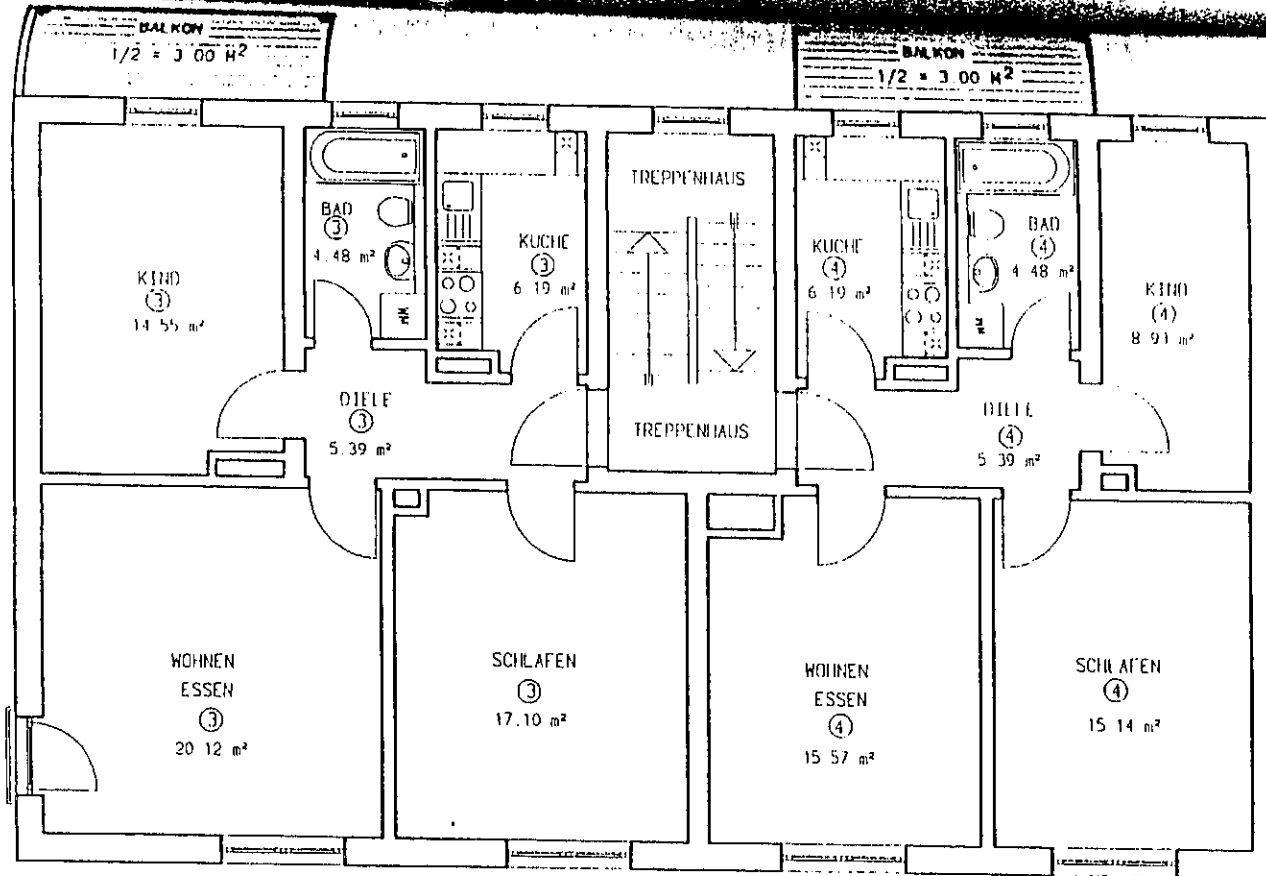 BALKON
1/2 = 3.00 M²
BALKON
1/2 = 3.00 M²
TREPPENHAUS
BAD
3
4.48 m²
KUCHE
3
6.19 m²
KUCHE
4
6.19 m²
BAD
4
4.48 m²
KIND
3
14.55 m²
KIND
4
8.91 m²
WM
WM
DIELE
3
5.39 m²
TREPPENHAUS
DIELE
4
5.39 m²
WOHNEN
ESSEN
3
20.12 m²
SCHLAFEN
3
17.10 m²
WOHNEN
ESSEN
4
15.57 m²
SCHLAFEN
4
15.14 m²